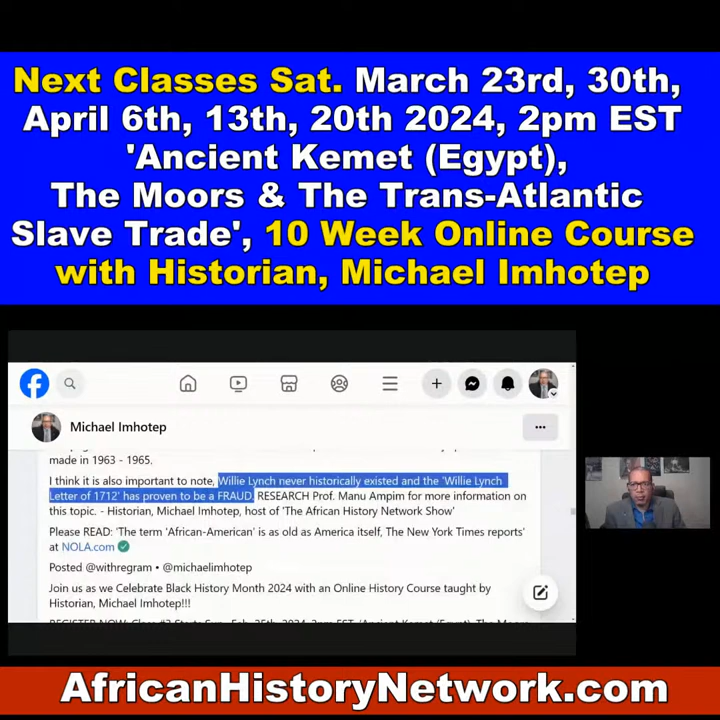 Next Classes Sat. March 23rd, 30th,
April 6th, 13th, 20th 2024, 2pm EST
'Ancient Kemet (Egypt),
The Moors & The Trans-Atlantic
Slave Trade', 10 Week Online Course
with Historian, Michael Imhotep
Michael Imhotep
made in 1963 - 1965.
I think it is also important to note, Willie Lynch never historically existed and the 'Willie Lynch
Letter of 1712' has proven to be a FRAUD. RESEARCH Prof. Manu Ampim for more information on
this topic. - Historian, Michael Imhotep, host of 'The African History Network Show'
Please READ: 'The term 'African-American' is as old as America itself, The New York Times reports'
at NOLA.com
Posted @withregram • @michaelimhotep
Join us as we Celebrate Black History Month 2024 with an Online History Course taught by
Historian, Michael Imhotep!!!
AfricanHistoryNetwork.com